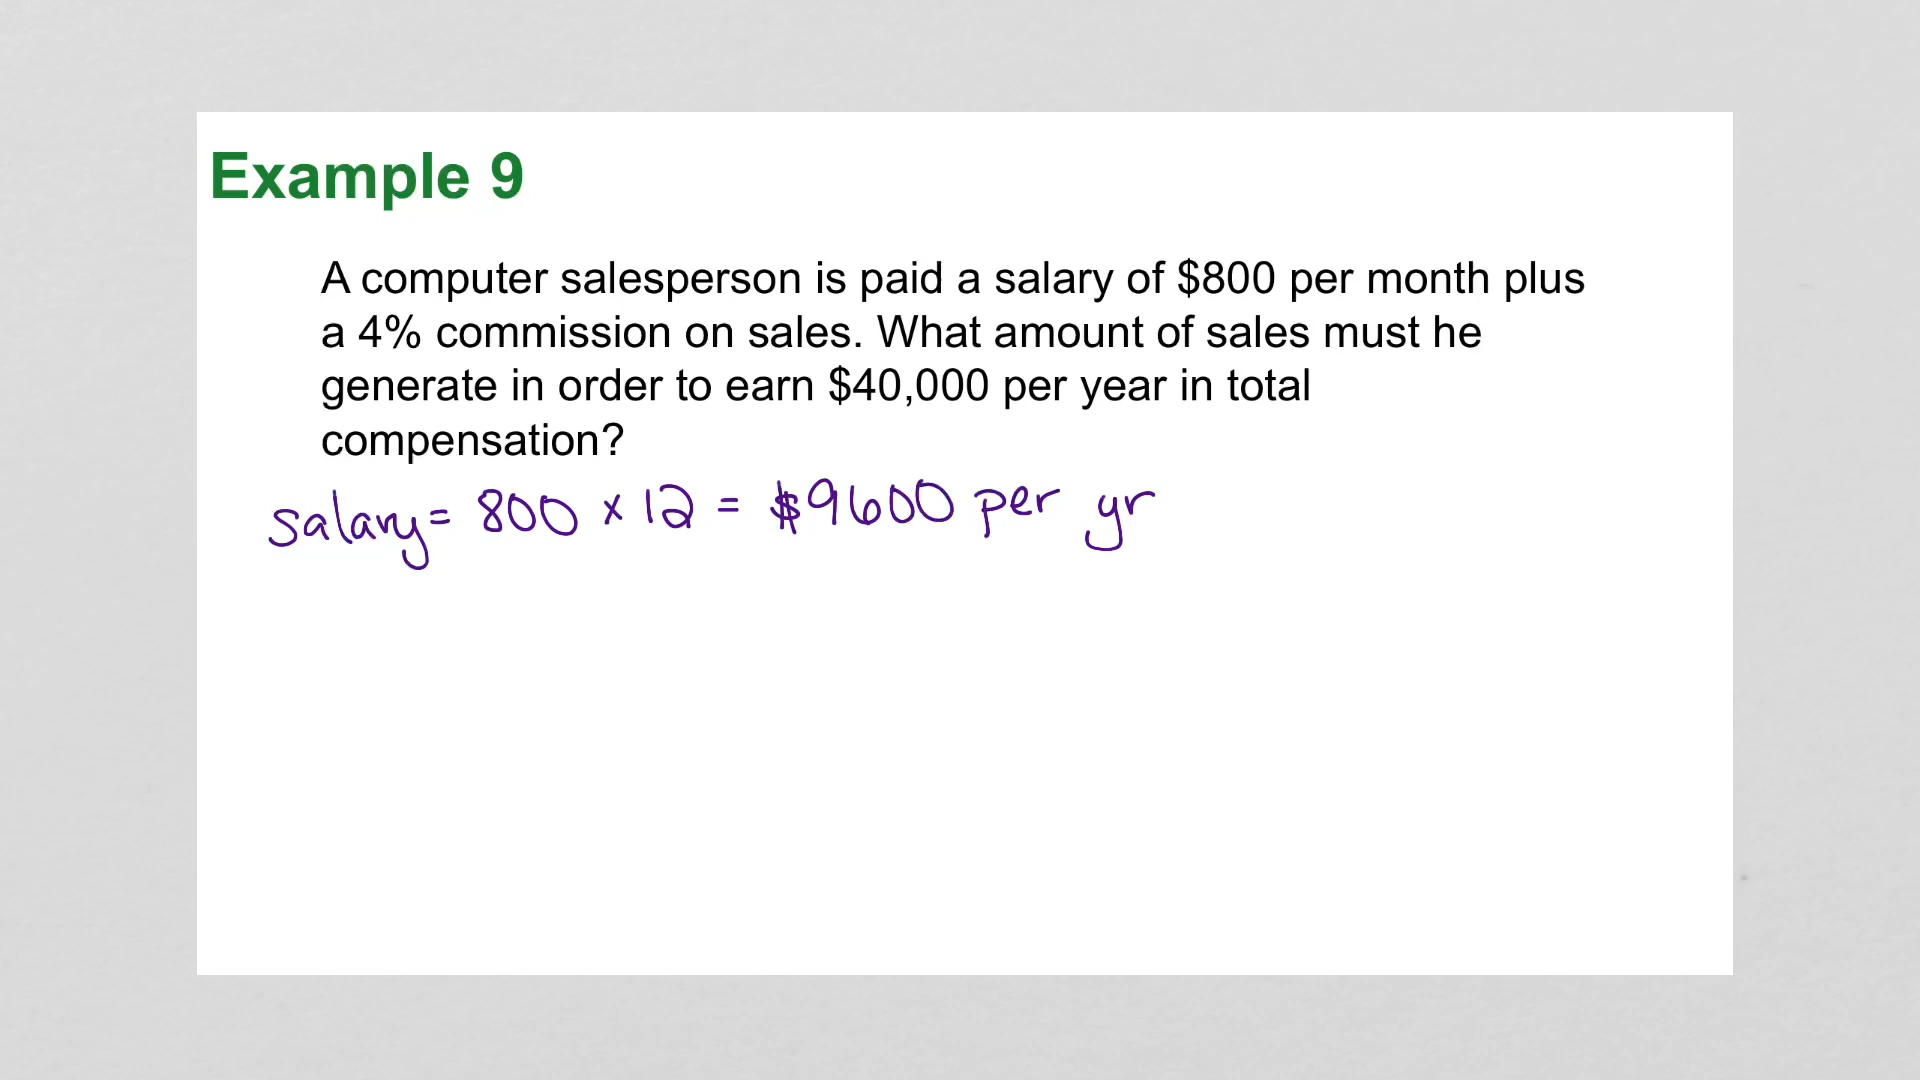 Example 9
A computer salesperson is paid a salary of $800 per month plus
a 4% commission on sales. What amount of sales must he
generate in order to earn $40,000 per year in total
compensation?
salary = 800 x 12 = $9600 per yr